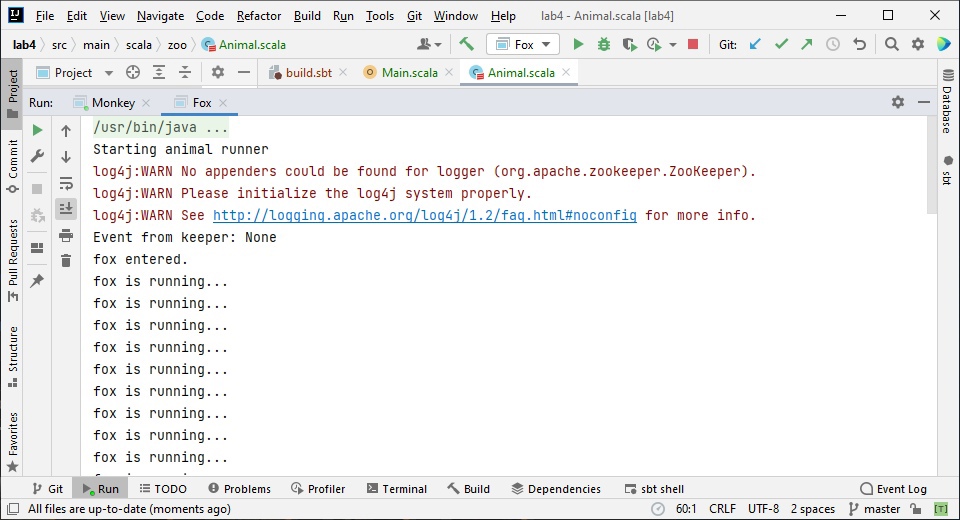 File Edit View Navigate Code Refactor Build Run Tools Git Window Help lab4 - Animal.scala [lab4]
lab4 src main scala zoo Animal.scala Fox Git:
Project build.sbt Main.scala Animal.scala
Run: Monkey Fox
/usr/bin/java ...
Starting animal runner
log4j:WARN No appenders could be found for logger (org.apache.zookeeper.ZooKeeper).
log4j:WARN Please initialize the log4j system properly.
log4j:WARN See http://logging.apache.org/log4j/1.2/faq.html#noconfig for more info.
Event from keeper: None
fox entered.
fox is running...
fox is running...
fox is running...
fox is running...
fox is running...
fox is running...
fox is running...
fox is running...
fox is running...
Project
Commit
Pull Requests
Structure
Favorites
Database
sbt
Git Run TODO Problems Profiler Terminal Build Dependencies sbt shell Event Log
All files are up-to-date (moments ago) 60:1 CRLF UTF-8 2 spaces master [T]